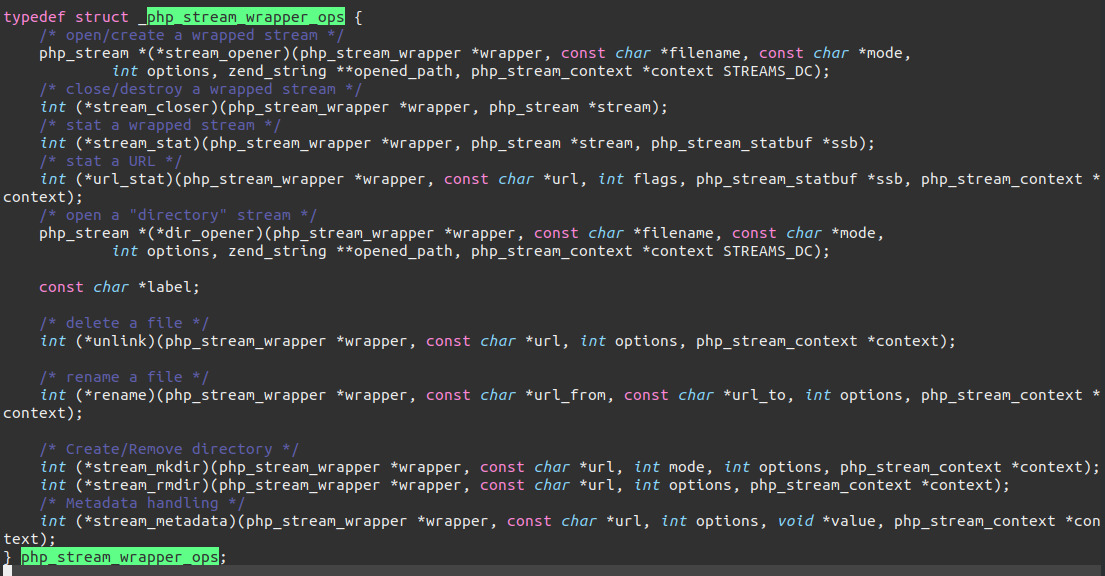 typedef struct _php_stream_wrapper_ops {
    /* open/create a wrapped stream */
    php_stream *(*stream_opener)(php_stream_wrapper *wrapper, const char *filename, const char *mode,
            int options, zend_string **opened_path, php_stream_context *context STREAMS_DC);
    /* close/destroy a wrapped stream */
    int (*stream_closer)(php_stream_wrapper *wrapper, php_stream *stream);
    /* stat a wrapped stream */
    int (*stream_stat)(php_stream_wrapper *wrapper, php_stream *stream, php_stream_statbuf *ssb);
    /* stat a URL */
    int (*url_stat)(php_stream_wrapper *wrapper, const char *url, int flags, php_stream_statbuf *ssb, php_stream_context *
context);
    /* open a "directory" stream */
    php_stream *(*dir_opener)(php_stream_wrapper *wrapper, const char *filename, const char *mode,
            int options, zend_string **opened_path, php_stream_context *context STREAMS_DC);

    const char *label;

    /* delete a file */
    int (*unlink)(php_stream_wrapper *wrapper, const char *url, int options, php_stream_context *context);

    /* rename a file */
    int (*rename)(php_stream_wrapper *wrapper, const char *url_from, const char *url_to, int options, php_stream_context *
context);

    /* Create/Remove directory */
    int (*stream_mkdir)(php_stream_wrapper *wrapper, const char *url, int mode, int options, php_stream_context *context);
    int (*stream_rmdir)(php_stream_wrapper *wrapper, const char *url, int options, php_stream_context *context);
    /* Metadata handling */
    int (*stream_metadata)(php_stream_wrapper *wrapper, const char *url, int options, void *value, php_stream_context *con
text);
} php_stream_wrapper_ops;